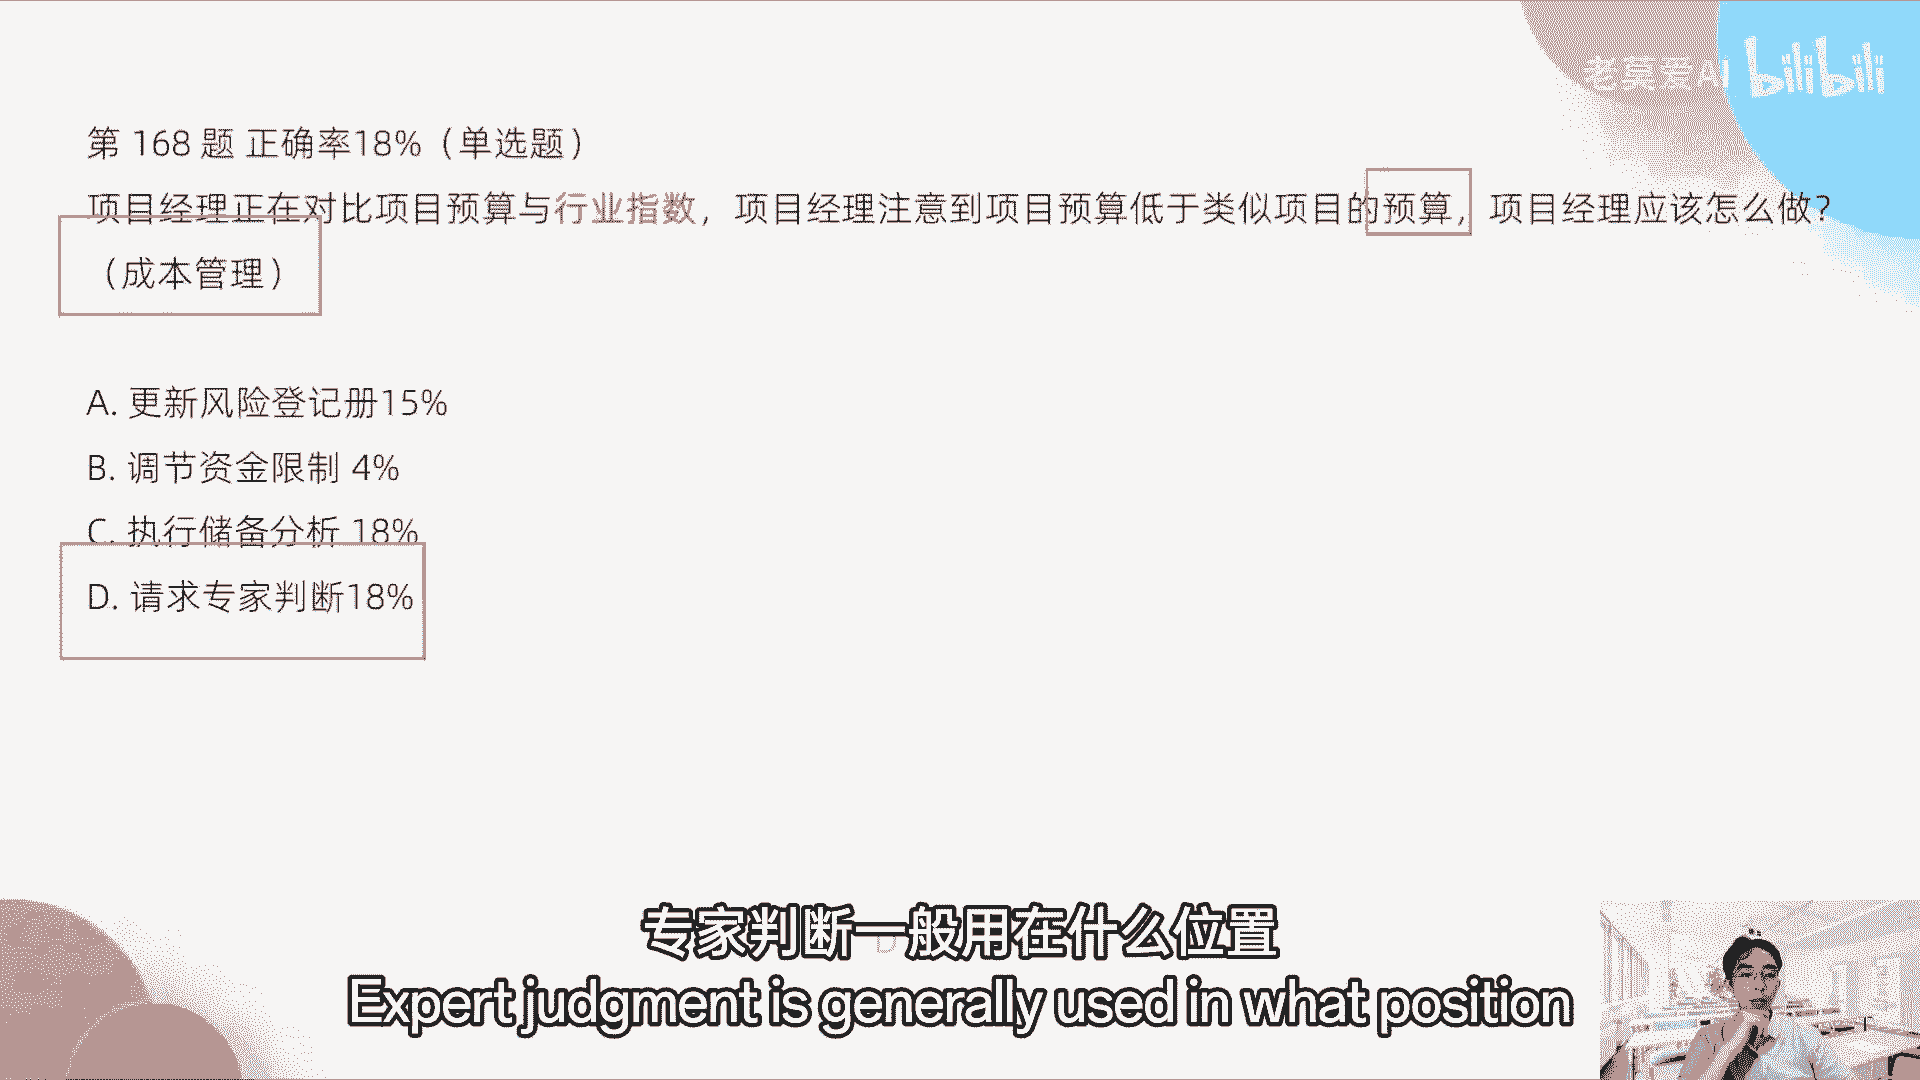 老莫爱AI bilibili
第 168 题 正确率18%（单选题）
项目经理正在对比项目预算与行业指数，项目经理注意到项目预算低于类似项目的预算，项目经理应该怎么做？
（成本管理）
A. 更新风险登记册15%
B. 调节资金限制 4%
C. 执行储备分析 18%
D. 请求专家判断18%
专家判断一般用在什么位置
Expert judgment is generally used in what position